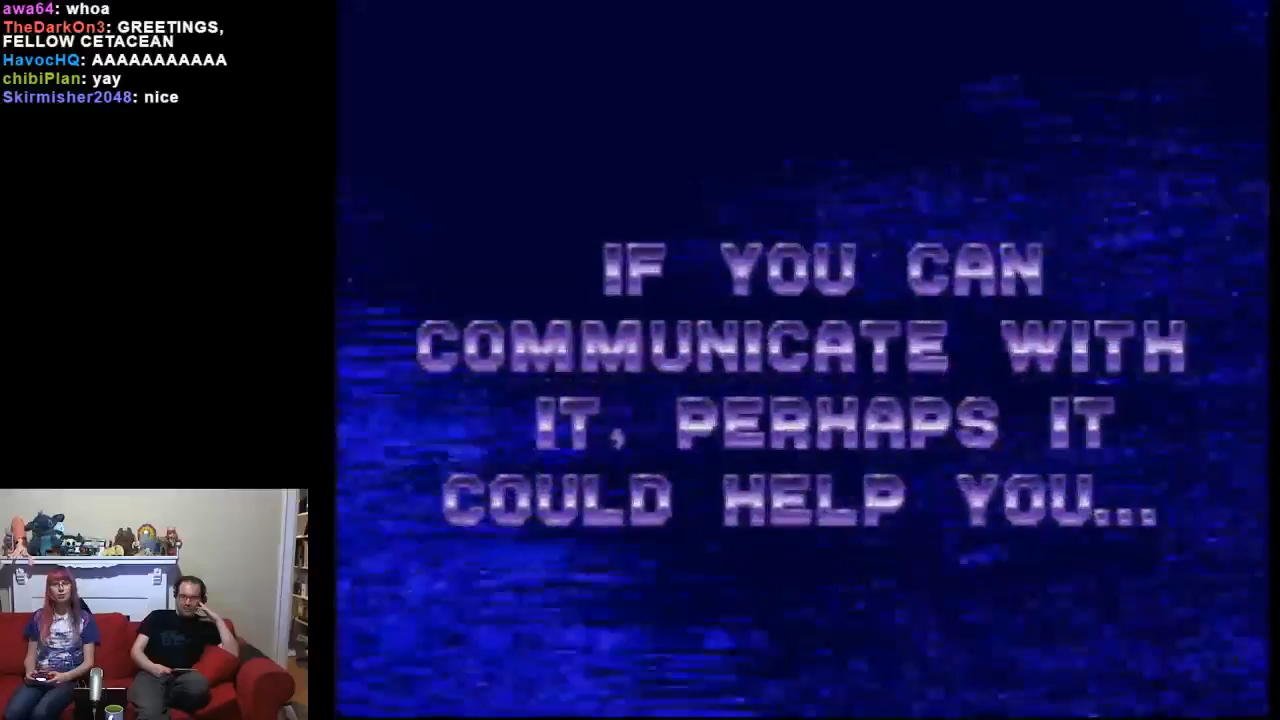 awa64: whoa
TheDarkOn3: GREETINGS,
FELLOW CETACEAN
HavocHQ: AAAAAAAAAAA
chibiPlan: yay
Skirmisher2048: nice
IF YOU CAN
COMMUNICATE WITH
IT, PERHAPS IT
COULD HELP YOU...